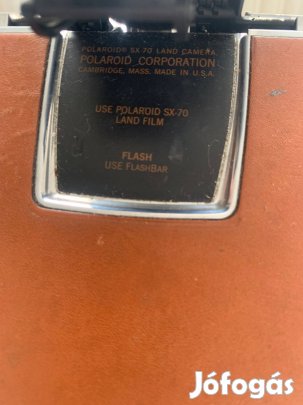 POLAROID® SX-70 LAND CAMERA.
POLAROID CORPORATION
CAMBRIDGE, MASS. MADE IN U.S.A.
USE POLAROID SX-70
LAND FILM
FLASH
USE FLASHBAR
Jófogás